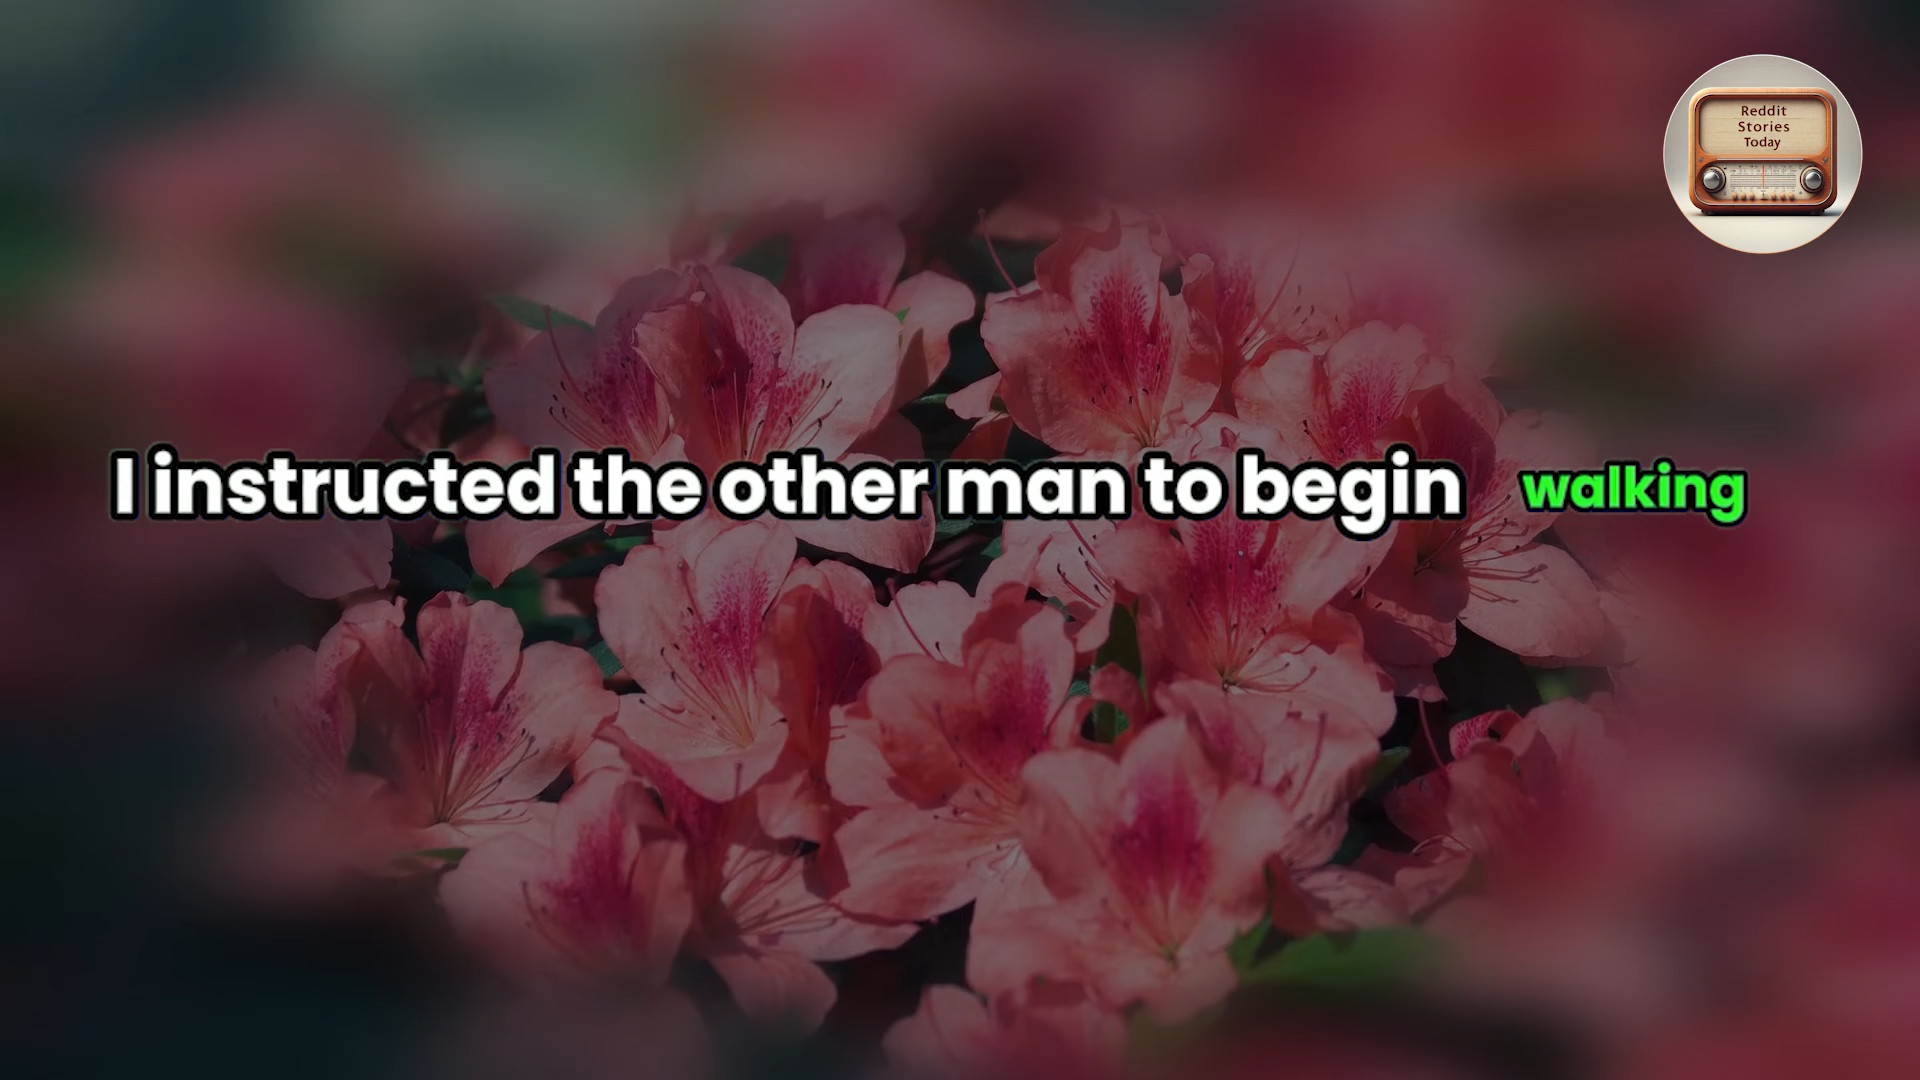 Reddit
Stories
Today
I instructed the other man to begin walking